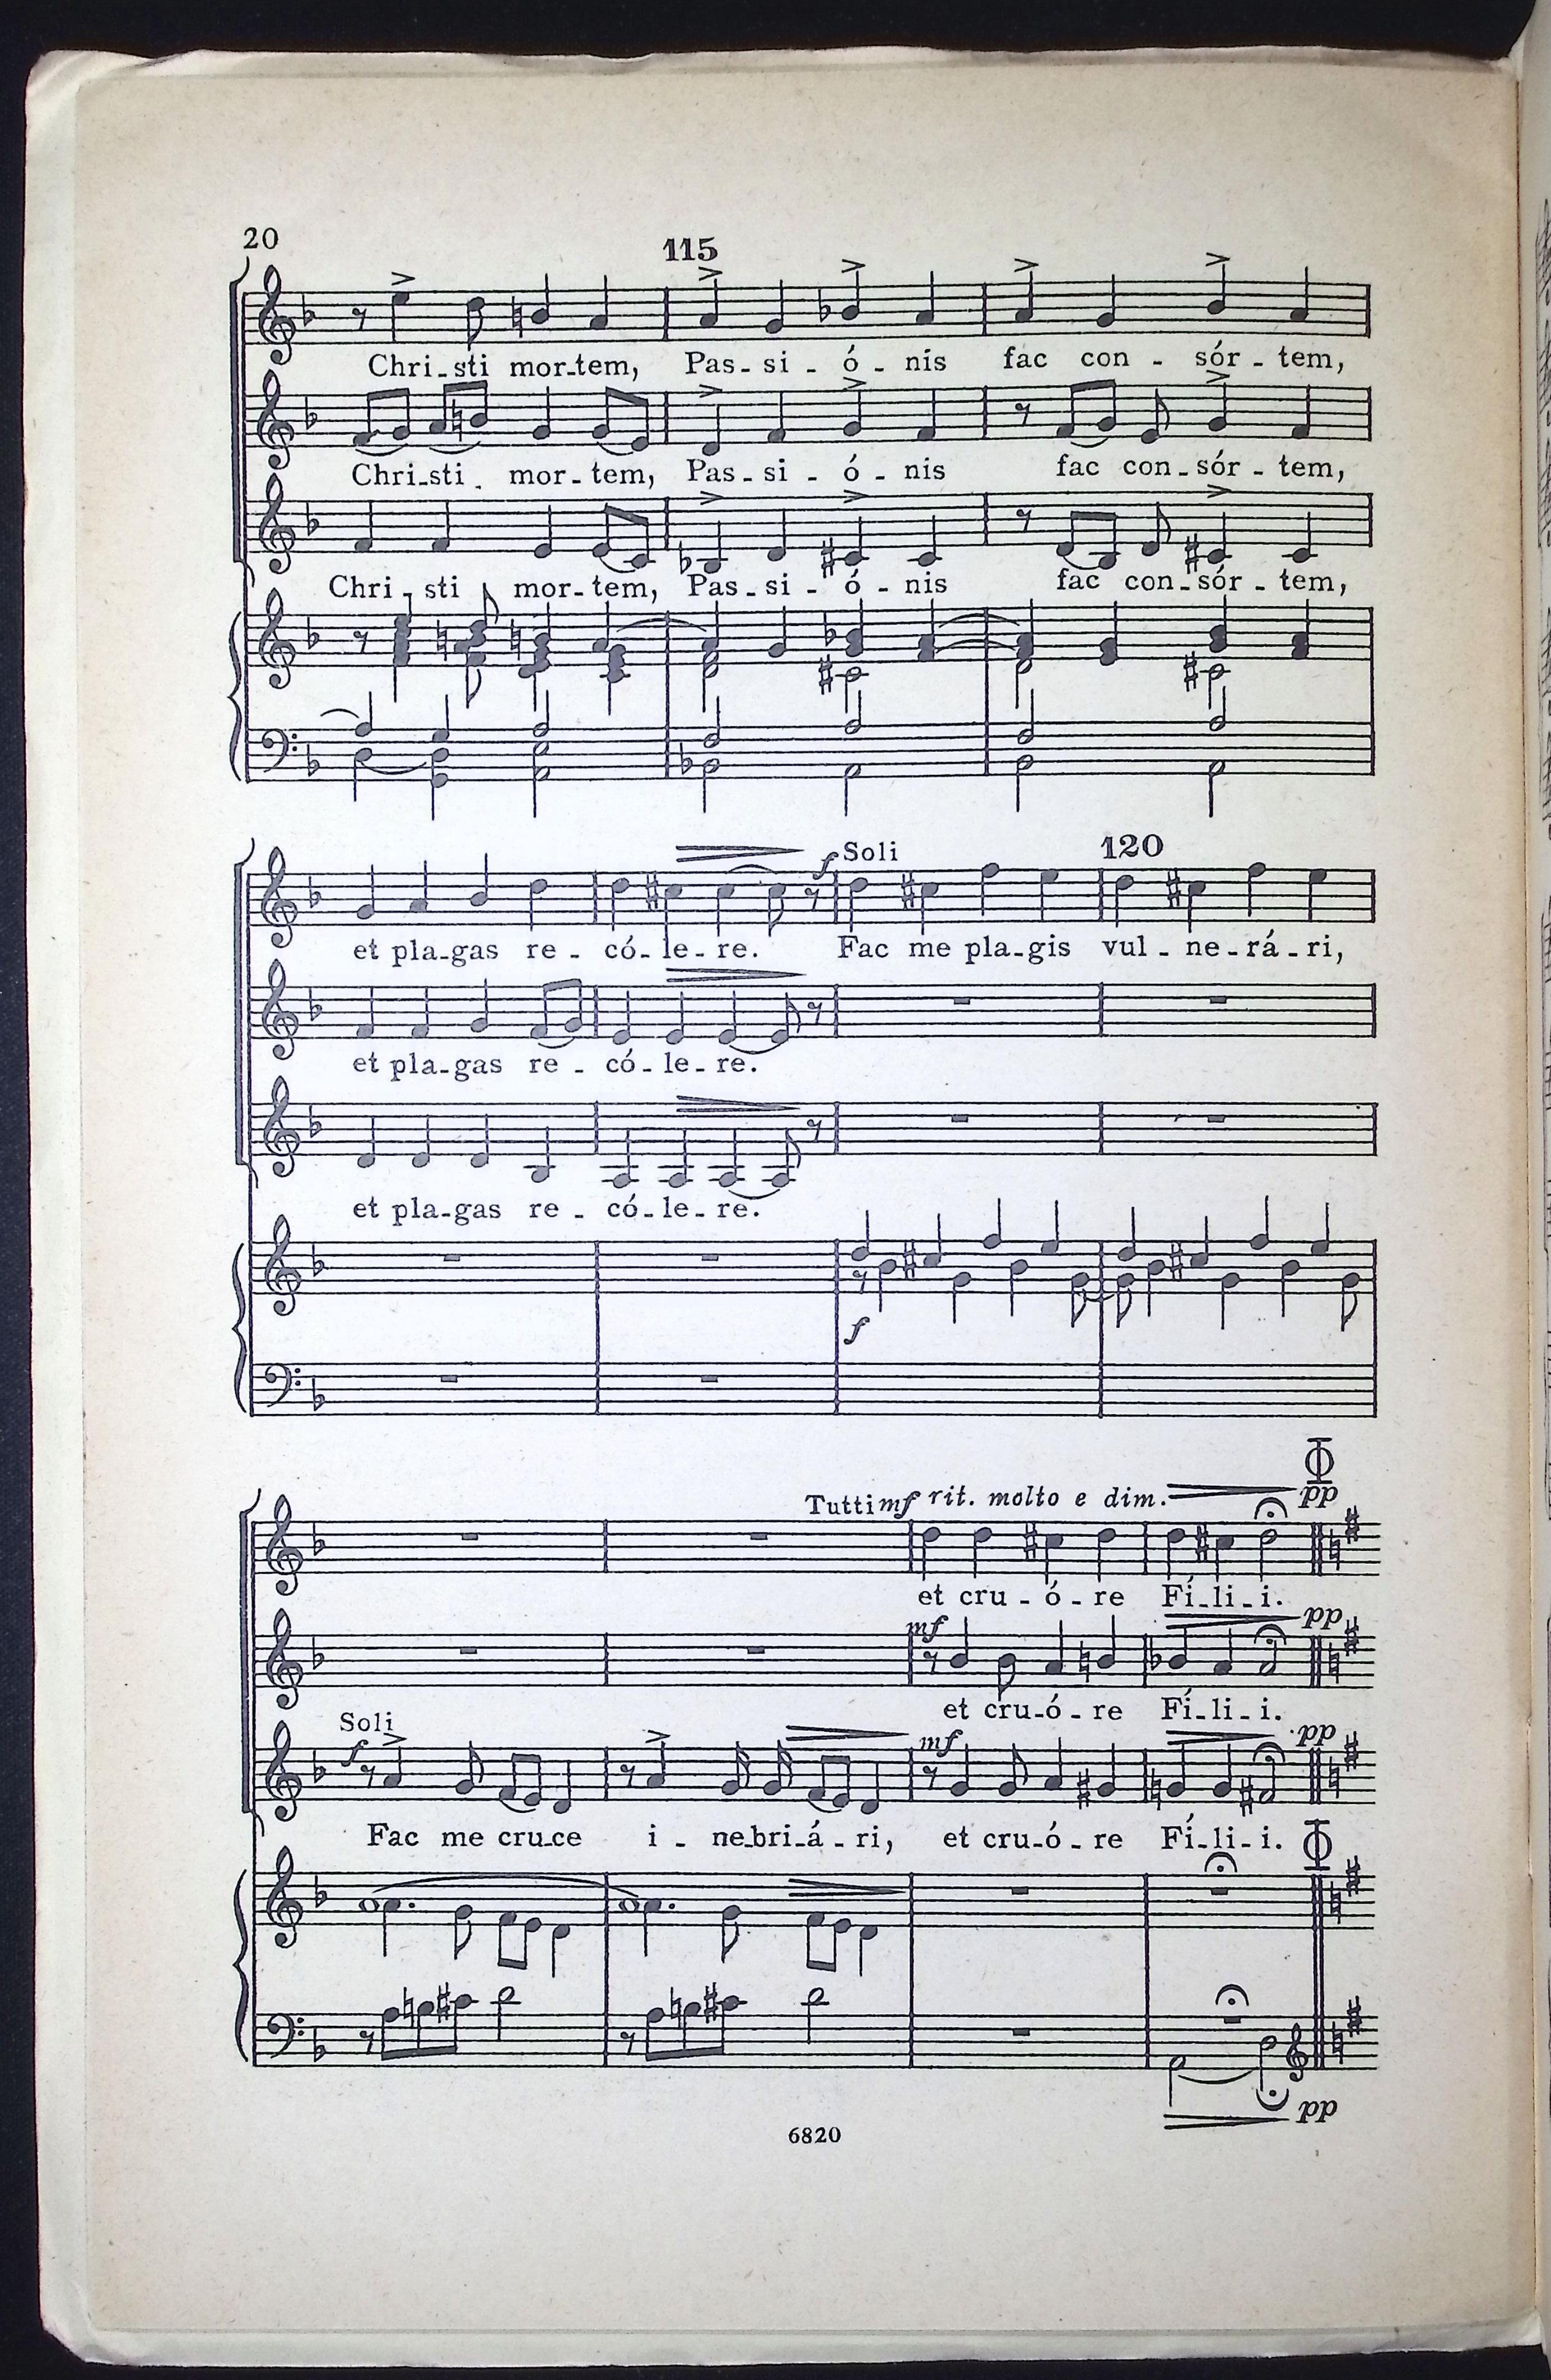 20
115
Chri-sti mor-tem, Pas-si-ó-nis fac con-sór-tem,
Chri-sti mor-tem, Pas-si-ó-nis fac con-sór-tem,
Chri-sti mor-tem, Pas-si-ó-nis fac con-sór-tem,
f Soli 120
et pla-gas re-có-le-re. Fac me pla-gis vul-ne-rá-ri,
et pla-gas re-có-le-re.
et pla-gas re-có-le-re.
f
Tutti mf rit. molto e dim. pp
et cru-ó-re Fí-li-i.
mf pp
et cru-ó-re Fí-li-i.
Soli
f mf pp
Fac me cru-ce i-ne-bri-á-ri, et cru-ó-re Fí-li-i.
pp
6820